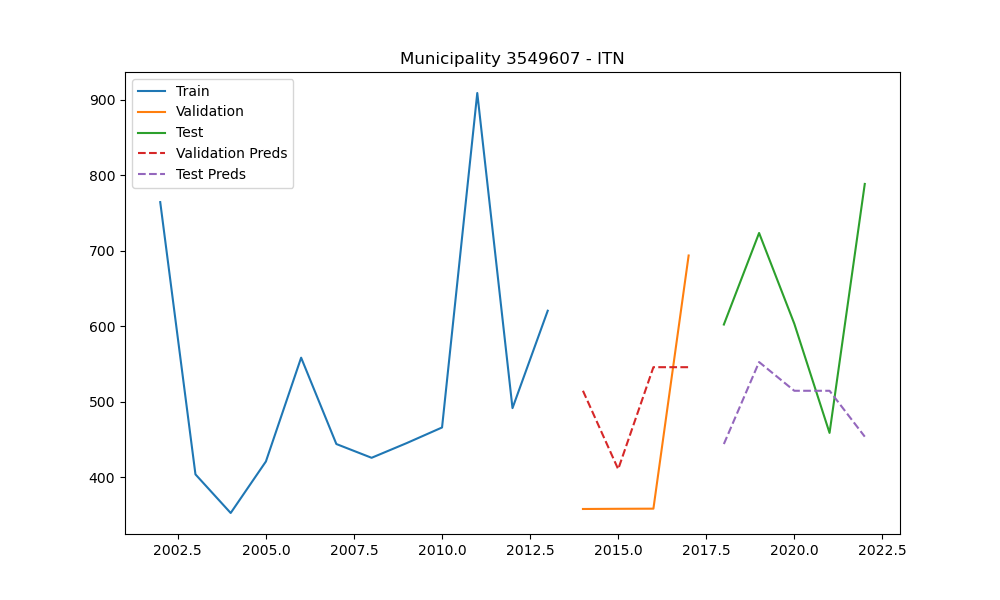 Municipality 3549607 - ITN
Train
Validation
Test
Validation Preds
Test Preds
900
800
700
600
500
400
2002.5 2005.0 2007.5 2010.0 2012.5 2015.0 2017.5 2020.0 2022.5